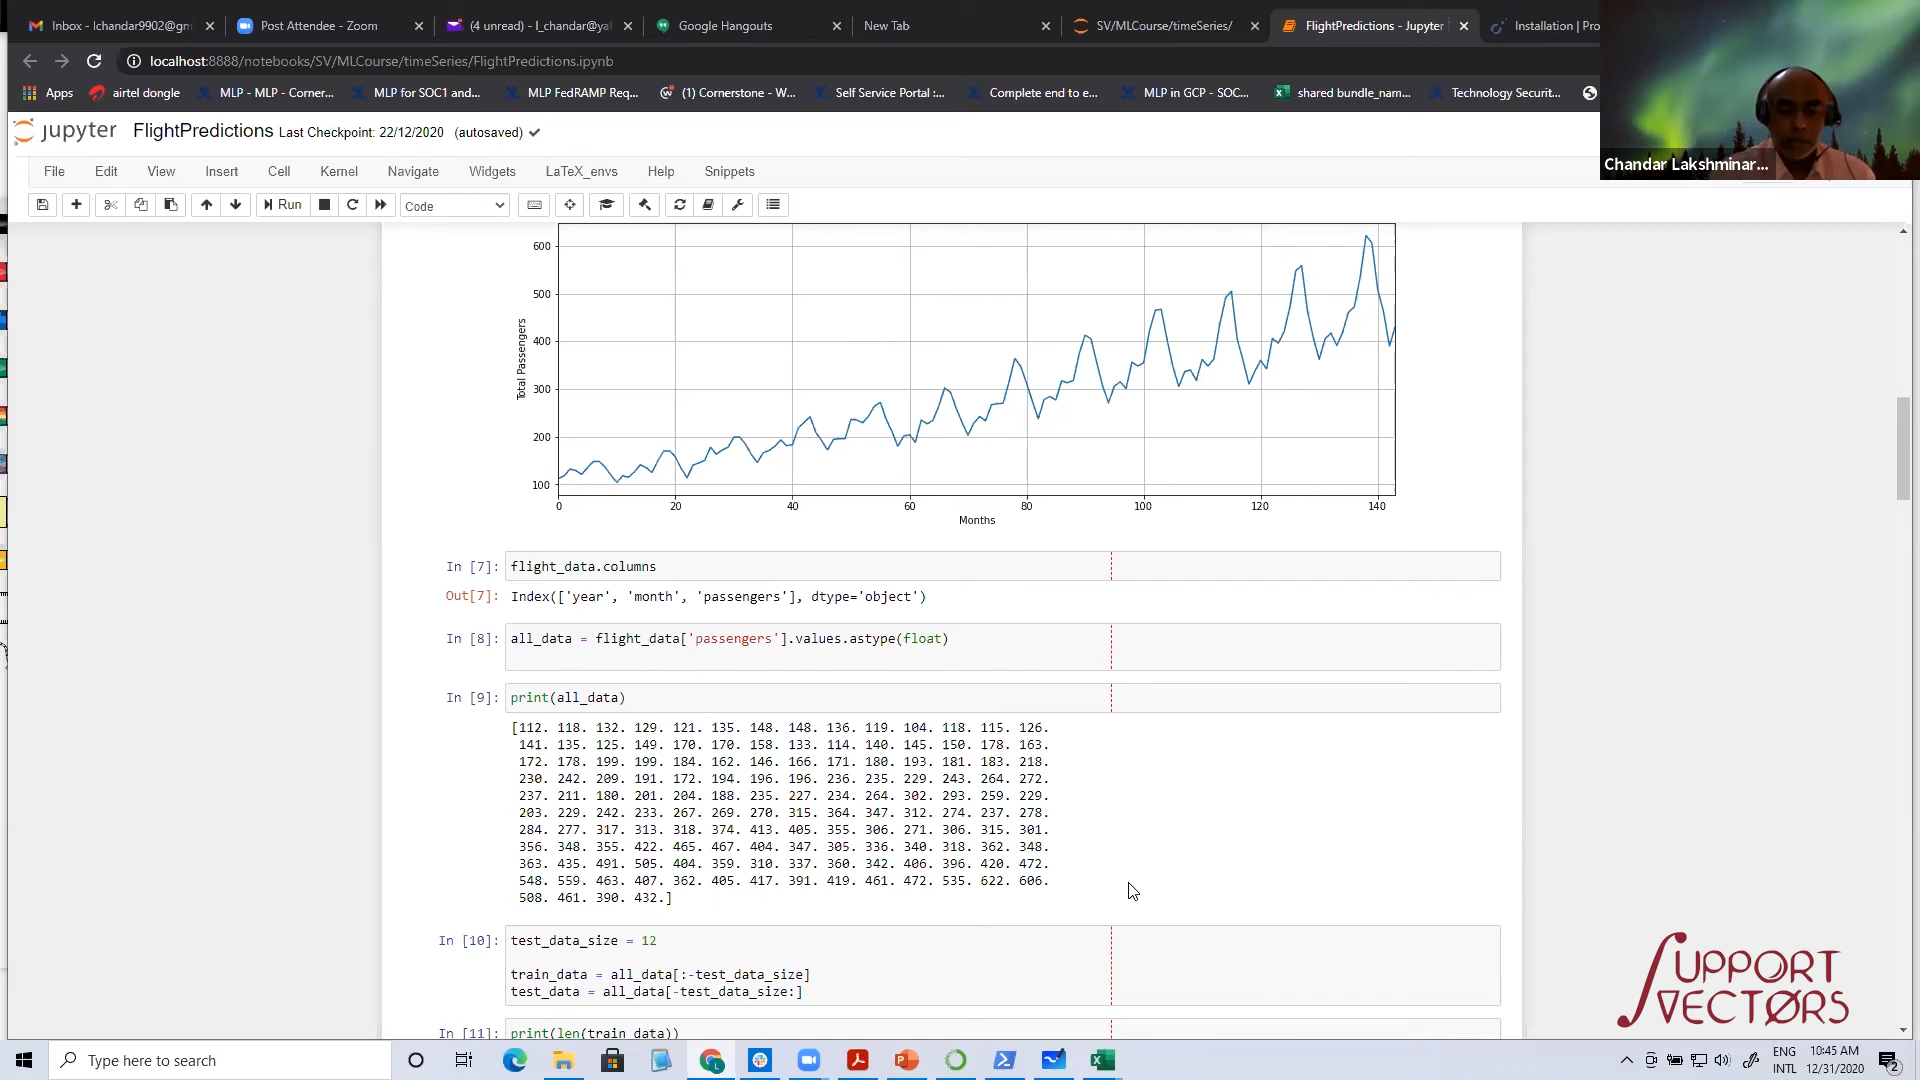 Inbox - lchandar9902@gm
Post Attendee - Zoom
(4 unread) - l_chandar@yal
Google Hangouts
New Tab
SV/MLCourse/timeSeries/
FlightPredictions - Jupyter
Installation | Pro
localhost:8888/notebooks/SV/MLCourse/timeSeries/FlightPredictions.ipynb
Apps
airtel dongle
MLP - MLP - Corner...
MLP for SOC1 and...
MLP FedRAMP Req...
(1) Cornerstone - W...
Self Service Portal :...
Complete end to e...
MLP in GCP - SOC...
shared bundle_nam...
Technology Securit...
Chandar Lakshminar...
jupyter FlightPredictions Last Checkpoint: 22/12/2020 (autosaved)
File Edit View Insert Cell Kernel Navigate Widgets LaTeX_envs Help Snippets
Run
Code
600
500
400
300
200
100
Total Passengers
0 20 40 60 80 100 120 140
Months
In [7]: flight_data.columns
Out[7]: Index(['year', 'month', 'passengers'], dtype='object')
In [8]: all_data = flight_data['passengers'].values.astype(float)
In [9]: print(all_data)
[112. 118. 132. 129. 121. 135. 148. 148. 136. 119. 104. 118. 115. 126.
141. 135. 125. 149. 170. 170. 158. 133. 114. 140. 145. 150. 178. 163.
172. 178. 199. 199. 184. 162. 146. 166. 171. 180. 193. 181. 183. 218.
230. 242. 209. 191. 172. 194. 196. 196. 236. 235. 229. 243. 264. 272.
237. 211. 180. 201. 204. 188. 235. 227. 234. 264. 302. 293. 259. 229.
203. 229. 242. 233. 267. 269. 270. 315. 364. 347. 312. 274. 237. 278.
284. 277. 317. 313. 318. 374. 413. 405. 355. 306. 271. 306. 315. 301.
356. 348. 355. 422. 465. 467. 404. 347. 305. 336. 340. 318. 362. 348.
363. 435. 491. 505. 404. 359. 310. 337. 360. 342. 406. 396. 420. 472.
548. 559. 463. 407. 362. 405. 417. 391. 419. 461. 472. 535. 622. 606.
508. 461. 390. 432.]
In [10]: test_data_size = 12
train_data = all_data[:-test_data_size]
test_data = all_data[-test_data_size:]
In [11]: print(len(train_data))
SUPPORT
VECTORS
Type here to search
ENG
INTL
10:45 AM
12/31/2020
2